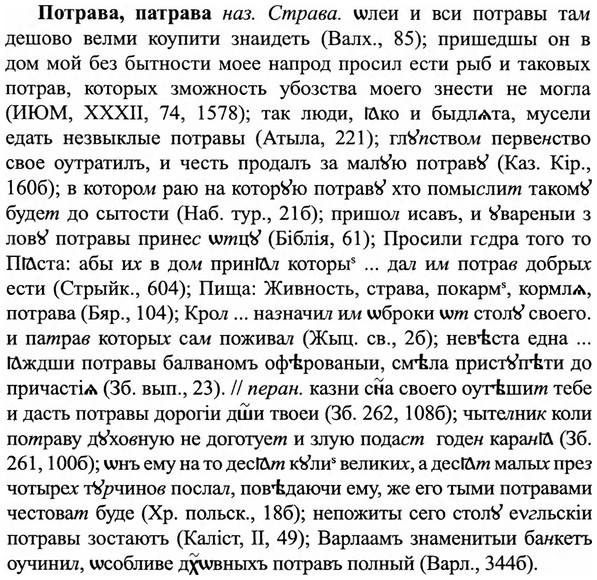 Потрава, патрава наз. Страва. ѡлеи и вси потравы там
дешово велми коупити знаидеть (Валх., 85); пришедшы он в
дом мой без бытности моее напрод просил ести рыб и таковых
потрав, которых зможность убозства моего знести не могла
(ИЮМ, XXXII, 74, 1578); так люди, ꙗко и быдлѧта, мусели
едать незвыклые потравы (Атыла, 221); глꙋпством первенство
свое оутратилъ, и честь продалъ за малꙋю потравꙋ (Каз. Кір.,
160б); в котором раю на которꙋю потравꙋ хто помыслит такомꙋ
будет до сытости (Наб. тур., 21б); пришол исавъ, и ꙋвареныи з
ловꙋ потравы принес ѡтцꙋ (Біблія, 61); Просили гсдра того то
Пꙗста: абы их в дом принꙗл которыˢ ... дал им потрав добрых
ести (Стрыйк., 604); Пища: Живность, страва, покармˢ, кормлѧ,
потрава (Бяр., 104); Крол ... назначил им ѡброки ѡт столꙋ своего.
и патрав которых сам поживал (Жыц. св., 2б); невѣста една ...
ꙗждши потравы балваном офѣрованыи, смѣла пристꙋпѣти до
причастіѧ (Зб. вып., 23). // перан. казни сн҃а своего оутѣшит тебе
и дасть потравы дорогіи дш҃и твоеи (Зб. 262, 108б); чытелник коли
потраву дꙋховную не доготует и злую подаст годен каранꙗ (Зб.
261, 100б); ѡнъ ему на то десꙗт кꙋлиˢ великих, а десꙗт малых през
чотырех тꙋрчинов послал, повѣдаючи ему, же его тыми потравами
честоват буде (Хр. польск., 18б); непожиты сего столꙋ еѵгльскіи
потравы зостають (Каліст, II, 49); Варлаамъ знаменитыи банкетъ
оучинил, ѡсобливе дх҃ѡвныхъ потравъ полный (Варл., 344б).